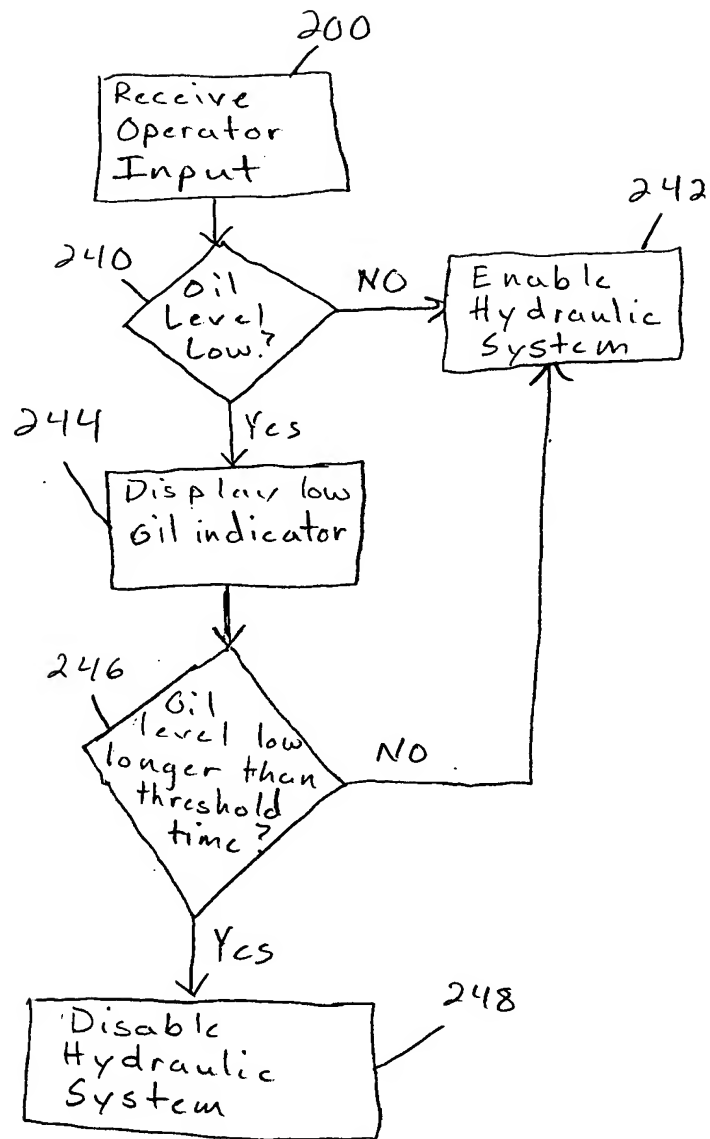 200
Receive
Operator
Input
242
240
Oil
Level
Low?
NO
Enable
Hydraulic
System
Yes
244
Display low
Oil indicator
246
Oil
level low
longer than
threshold
time?
NO
Yes
248
Disable
Hydraulic
System